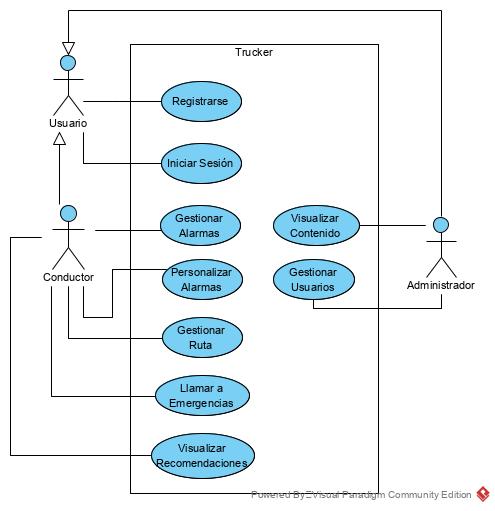 Trucker
Usuario
Registrarse
Iniciar Sesión
Conductor
Gestionar
Alarmas
Personalizar
Alarmas
Gestionar
Ruta
Llamar a
Emergencias
Visualizar
Recomendaciones
Visualizar
Contenido
Gestionar
Usuarios
Administrador
Powered By Visual Paradigm Community Edition